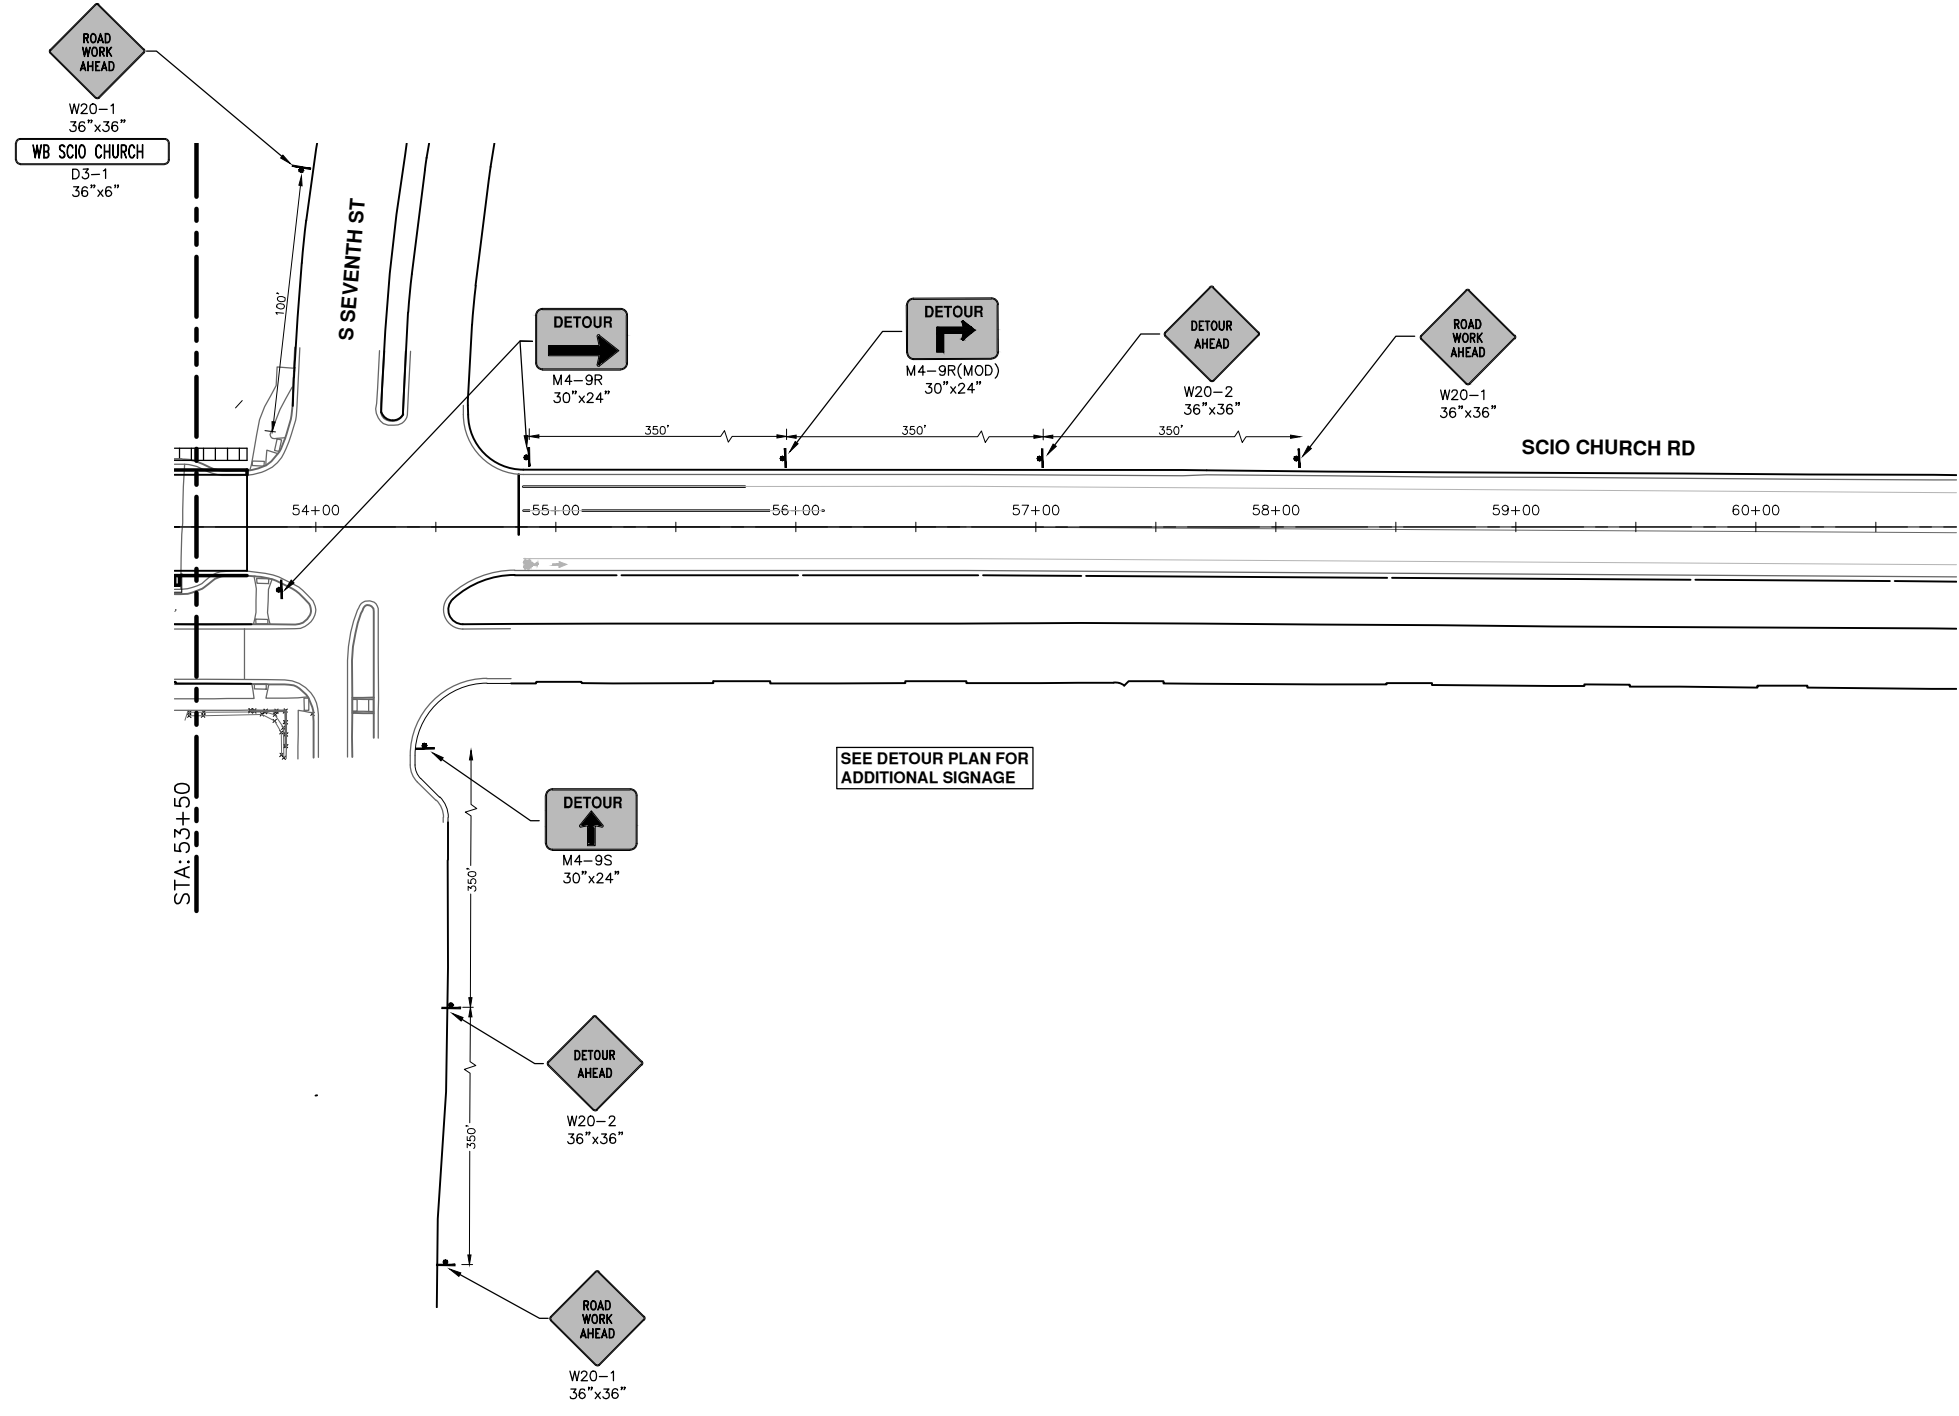 ROAD
WORK
AHEAD
W20-1
36"x36"
WB SCIO CHURCH
D3-1
36"x6"
100'
S SEVENTH ST
DETOUR
M4-9R
30"x24"
DETOUR
M4-9R(MOD)
30"x24"
DETOUR
AHEAD
W20-2
36"x36"
ROAD
WORK
AHEAD
W20-1
36"x36"
350'
350'
350'
SCIO CHURCH RD
54+00
55+00
56+00
57+00
58+00
59+00
60+00
STA: 53+50
SEE DETOUR PLAN FOR
ADDITIONAL SIGNAGE
DETOUR
M4-9S
30"x24"
350'
DETOUR
AHEAD
W20-2
36"x36"
350'
ROAD
WORK
AHEAD
W20-1
36"x36"